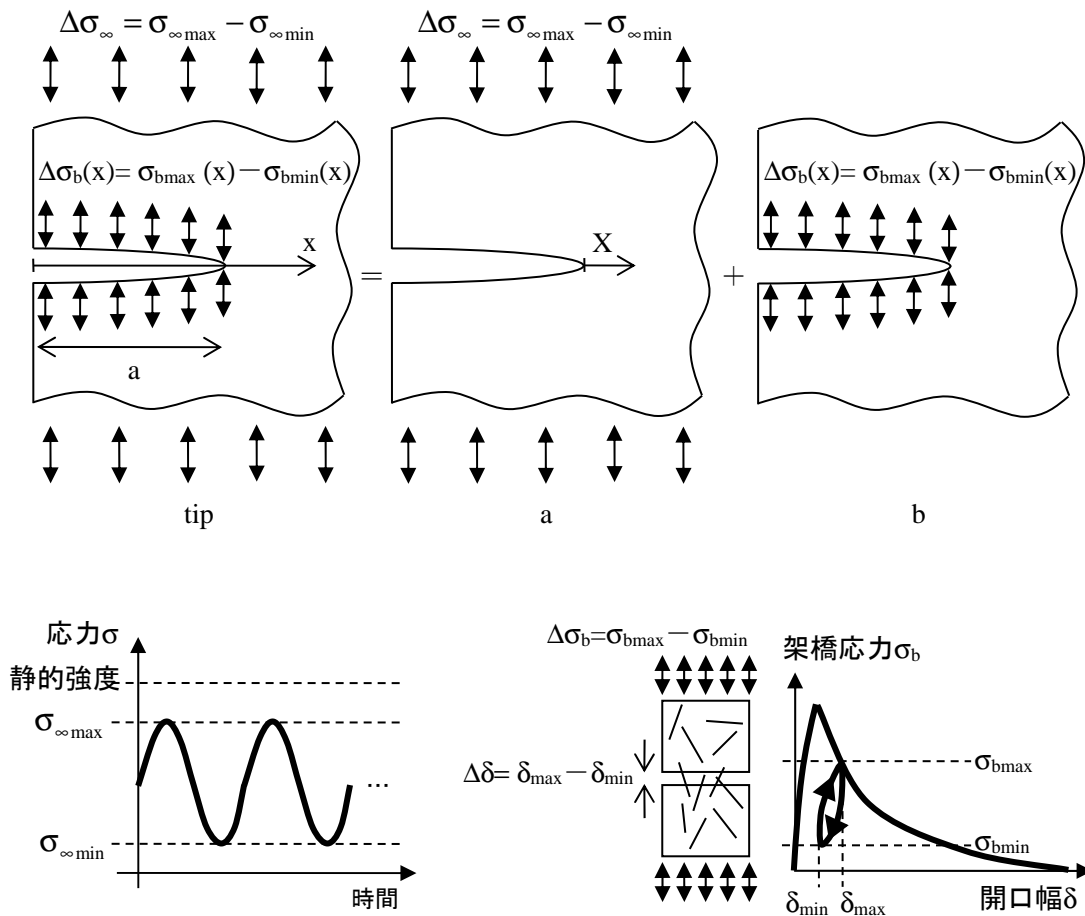 Δσ∞ = σ∞max − σ∞min
Δσ∞ = σ∞max − σ∞min
Δσb(x)= σbmax (x)−σbmin(x)
x
a
=
X
+
Δσb(x)= σbmax (x)−σbmin(x)
tip
a
b
応力σ
静的強度
σ∞max
σ∞min
...
時間
Δσb=σbmax−σbmin
Δδ= δmax−δmin
架橋応力σb
σbmax
σbmin
δmin
δmax
開口幅δ